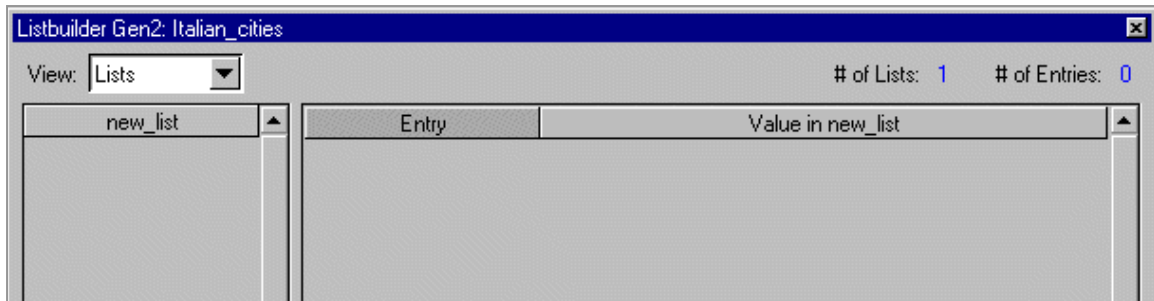 Listbuilder Gen2: Italian_cities
View: Lists # of Lists: 1 # of Entries: 0
new_list Entry Value in new_list